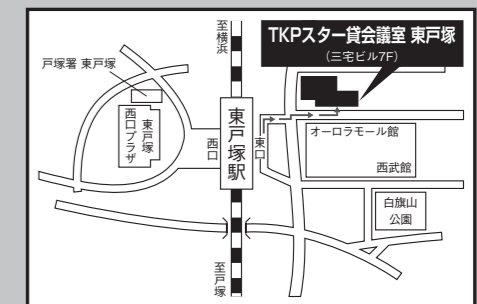 至横浜
TKPスター貸会議室 東戸塚
（三宅ビル7F）
戸塚署 東戸塚
東戸塚
西口プラザ
西口
東戸塚駅
東口
オーロラモール館
西武館
白旗山
公園
至戸塚